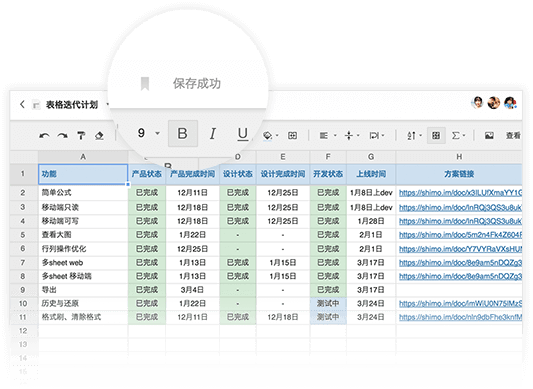 保存成功
表格迭代计划
9 B I U 查看
A B C D E F G H
1 功能 产品状态 产品完成时间 设计状态 设计完成时间 开发状态 上线时间 方案链接
2 简单公式 已完成 12月11日 已完成 12月25日 已完成 1月8日上dev https://shimo.im/doc/x3lLUfXmaYY1G
3 移动端只读 已完成 12月18日 已完成 12月25日 已完成 1月8日上dev https://shimo.im/doc/lnRQj3QS3s8uk
4 移动端可写 已完成 12月18日 已完成 12月25日 已完成 1月28日 https://shimo.im/doc/lnRQj3QS3s8uk
5 查看大图 已完成 1月22日 - - 已完成 2月1日 https://shimo.im/doc/5m2n4Fk4Z604F
6 行列操作优化 已完成 12月25日 - - 已完成 2月1日 https://shimo.im/doc/Y7VYRaVXsHUN
7 多sheet web 已完成 1月13日 已完成 1月15日 已完成 3月17日 https://shimo.im/doc/8e9am5nDQZg3
8 多sheet 移动端 已完成 1月13日 已完成 1月15日 已完成 3月17日 https://shimo.im/doc/8e9am5nDQZg3
9 导出 已完成 3月4日 - - 已完成 3月17日
10 历史与还原 已完成 1月22日 - - 测试中 3月24日 https://shimo.im/doc/imWiU0N75lMzS
11 格式刷、清除格式 已完成 12月11日 已完成 12月18日 测试中 3月24日 https://shimo.im/doc/nln9dbFhe3knfM
12
13
14